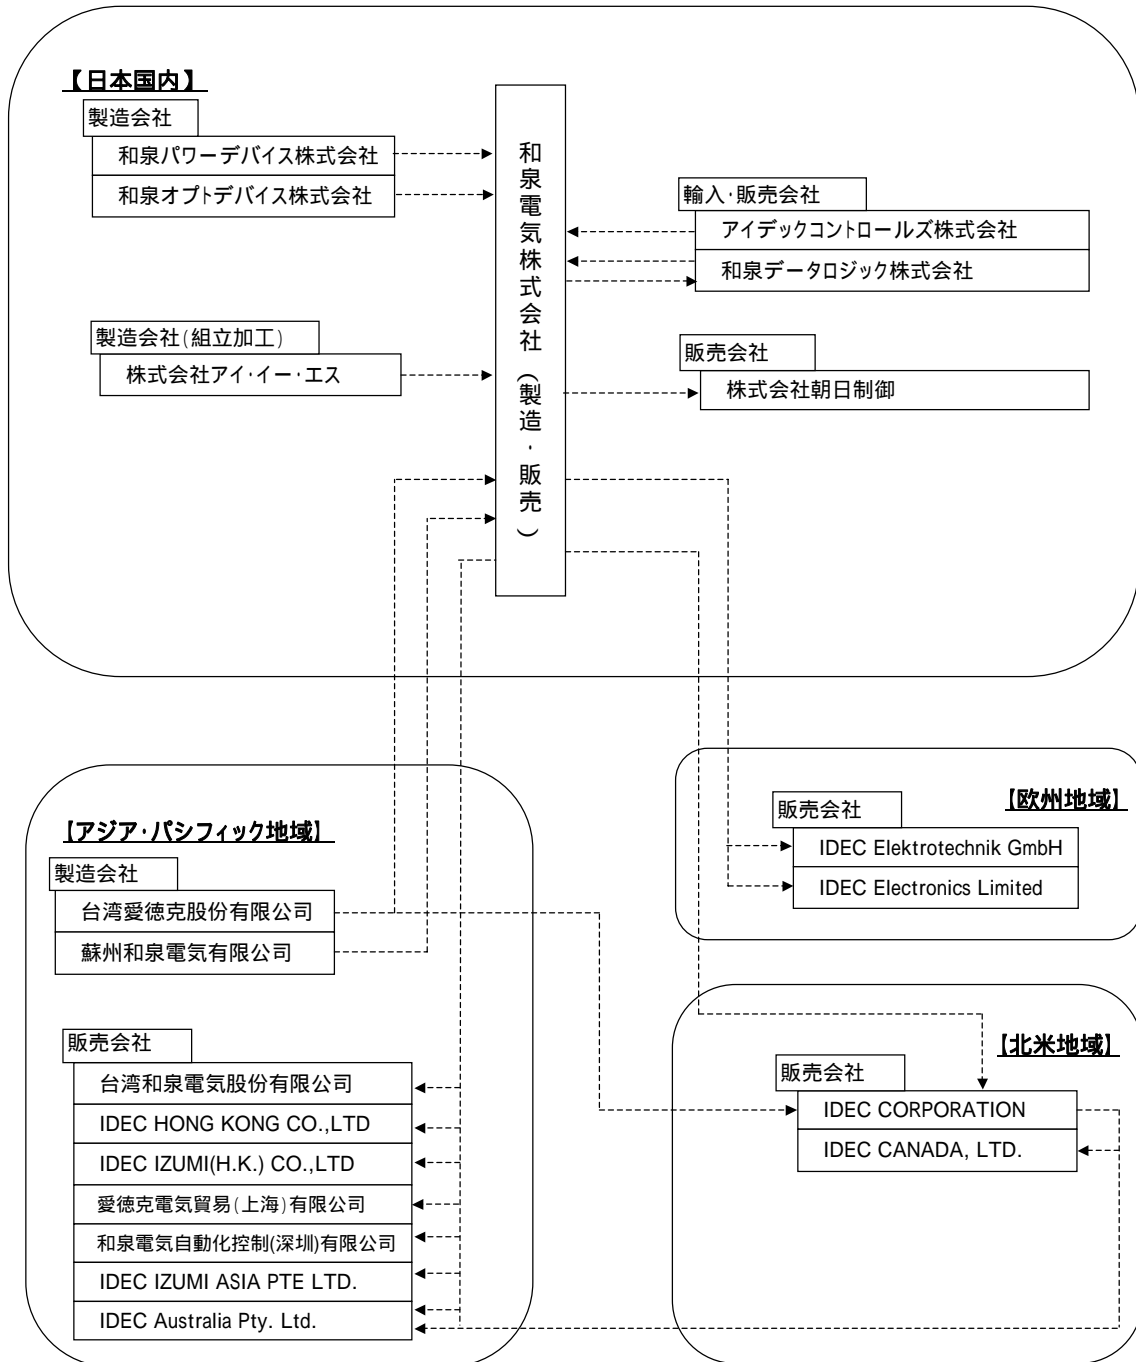 【日本国内】
製造会社
和泉パワーデバイス株式会社
和泉オプトデバイス株式会社
製造会社(組立加工)
株式会社アイ・イー・エス
和泉電気株式会社(製造・販売)
輸入・販売会社
アイデックコントロールズ株式会社
和泉データロジック株式会社
販売会社
株式会社朝日制御
【アジア・パシフィック地域】
製造会社
台湾愛徳克股份有限公司
蘇州和泉電気有限公司
販売会社
台湾和泉電気股份有限公司
IDEC HONG KONG CO.,LTD
IDEC IZUMI(H.K.) CO.,LTD
愛徳克電気貿易(上海)有限公司
和泉電気自動化控制(深圳)有限公司
IDEC IZUMI ASIA PTE LTD.
IDEC Australia Pty. Ltd.
【欧州地域】
販売会社
IDEC Elektrotechnik GmbH
IDEC Electronics Limited
【北米地域】
販売会社
IDEC CORPORATION
IDEC CANADA, LTD.